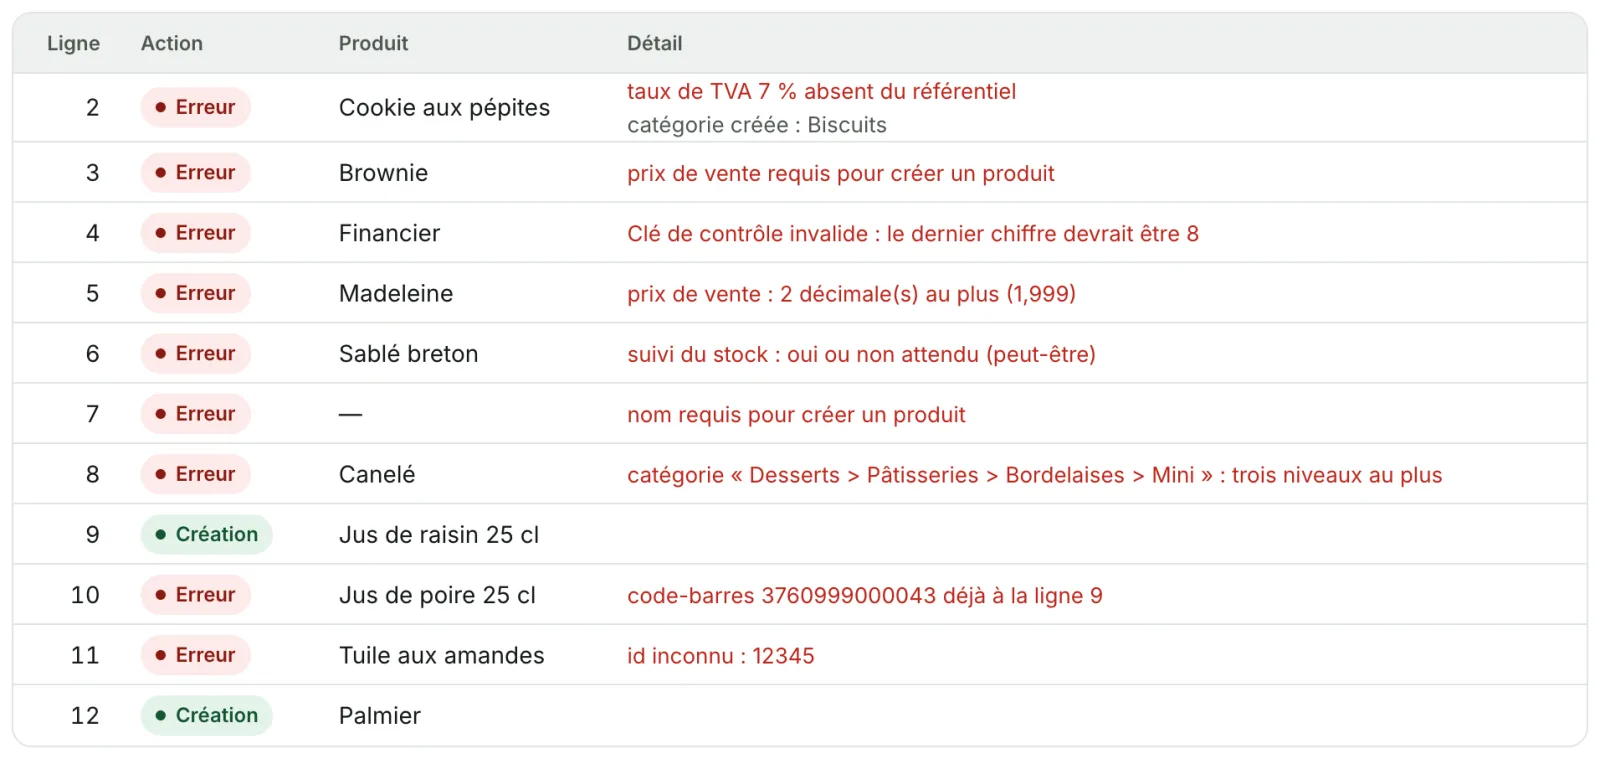 Ligne Action Produit Détail
2 Erreur Cookie aux pépites taux de TVA 7 % absent du référentiel
catégorie créée : Biscuits
3 Erreur Brownie prix de vente requis pour créer un produit
4 Erreur Financier Clé de contrôle invalide : le dernier chiffre devrait être 8
5 Erreur Madeleine prix de vente : 2 décimale(s) au plus (1,999)
6 Erreur Sablé breton suivi du stock : oui ou non attendu (peut-être)
7 Erreur — nom requis pour créer un produit
8 Erreur Canelé catégorie « Desserts > Pâtisseries > Bordelaises > Mini » : trois niveaux au plus
9 Création Jus de raisin 25 cl
10 Erreur Jus de poire 25 cl code-barres 3760999000043 déjà à la ligne 9
11 Erreur Tuile aux amandes id inconnu : 12345
12 Création Palmier